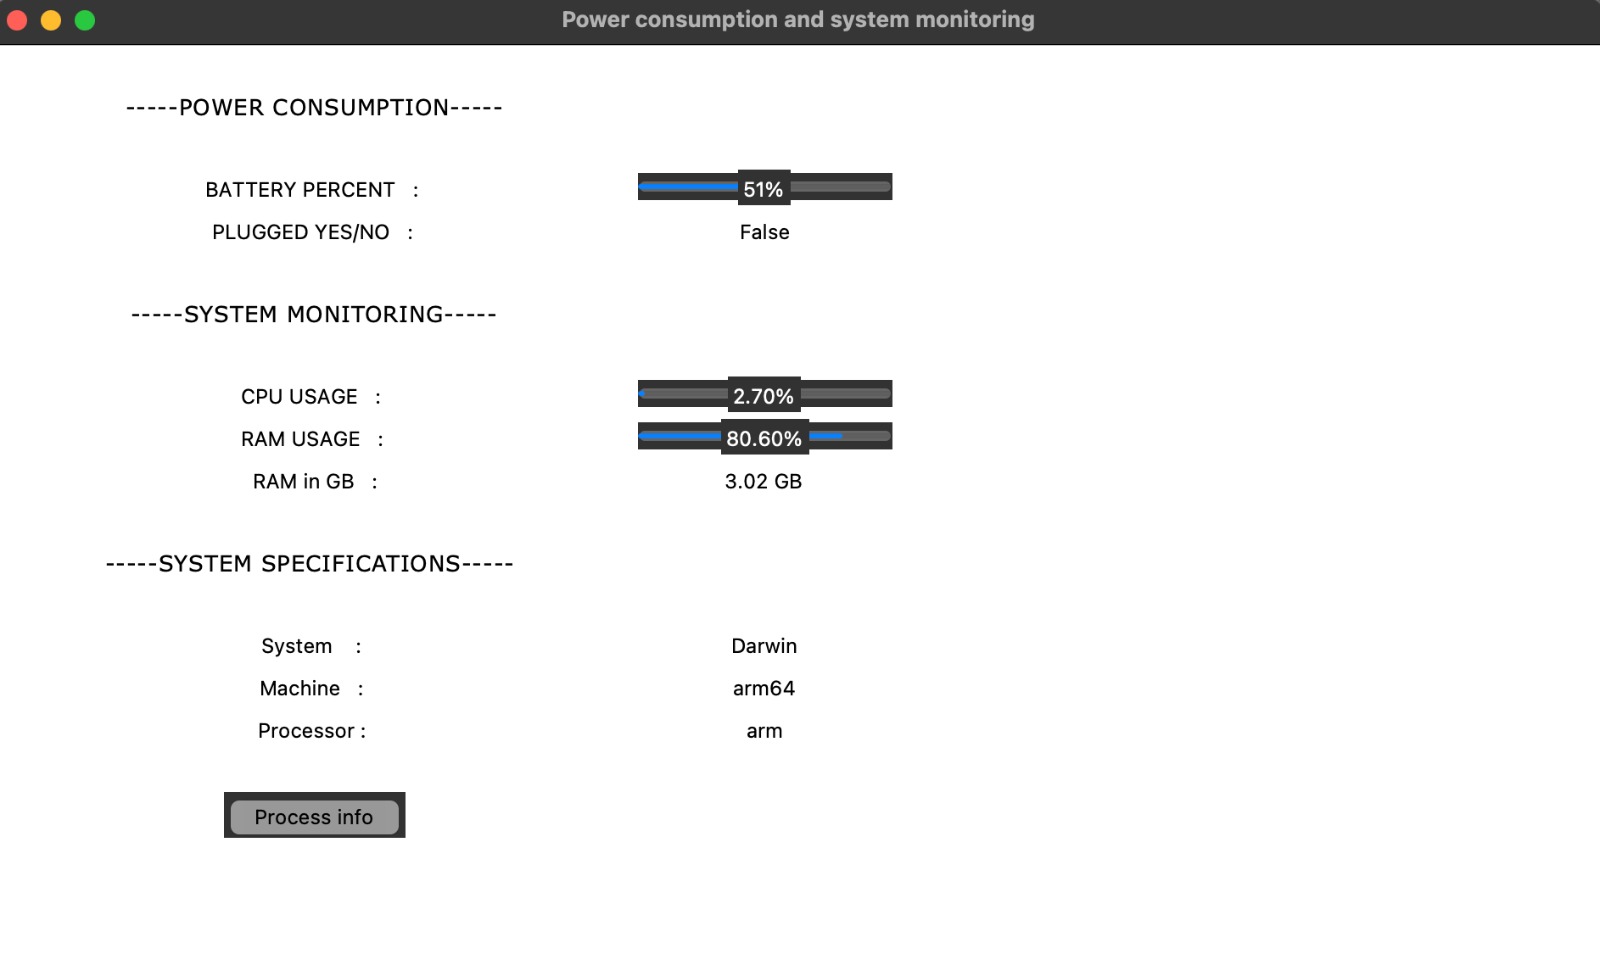 Power consumption and system monitoring
-----POWER CONSUMPTION-----
BATTERY PERCENT : 51%
PLUGGED YES/NO : False
-----SYSTEM MONITORING-----
CPU USAGE : 2.70%
RAM USAGE : 80.60%
RAM in GB : 3.02 GB
-----SYSTEM SPECIFICATIONS-----
System : Darwin
Machine : arm64
Processor : arm
Process info